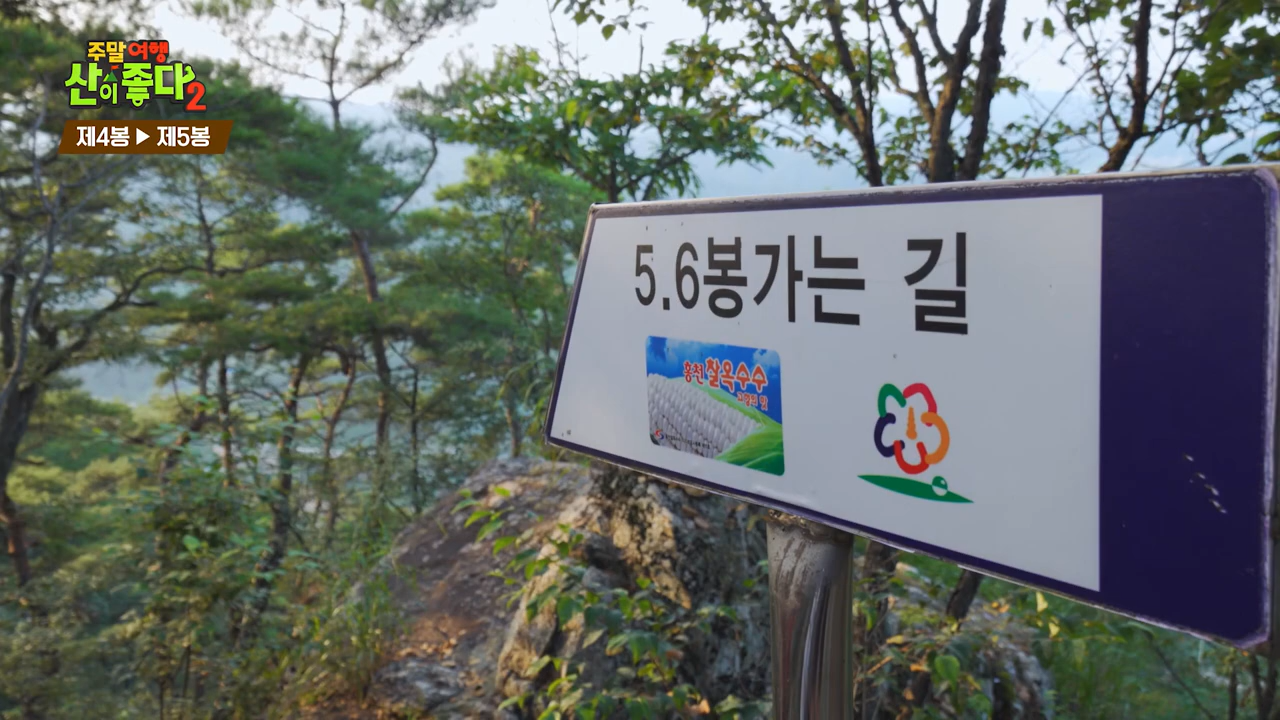 주말여행
산이 좋다2
제4봉 ▶ 제5봉
5.6봉가는 길
홍천 찰옥수수